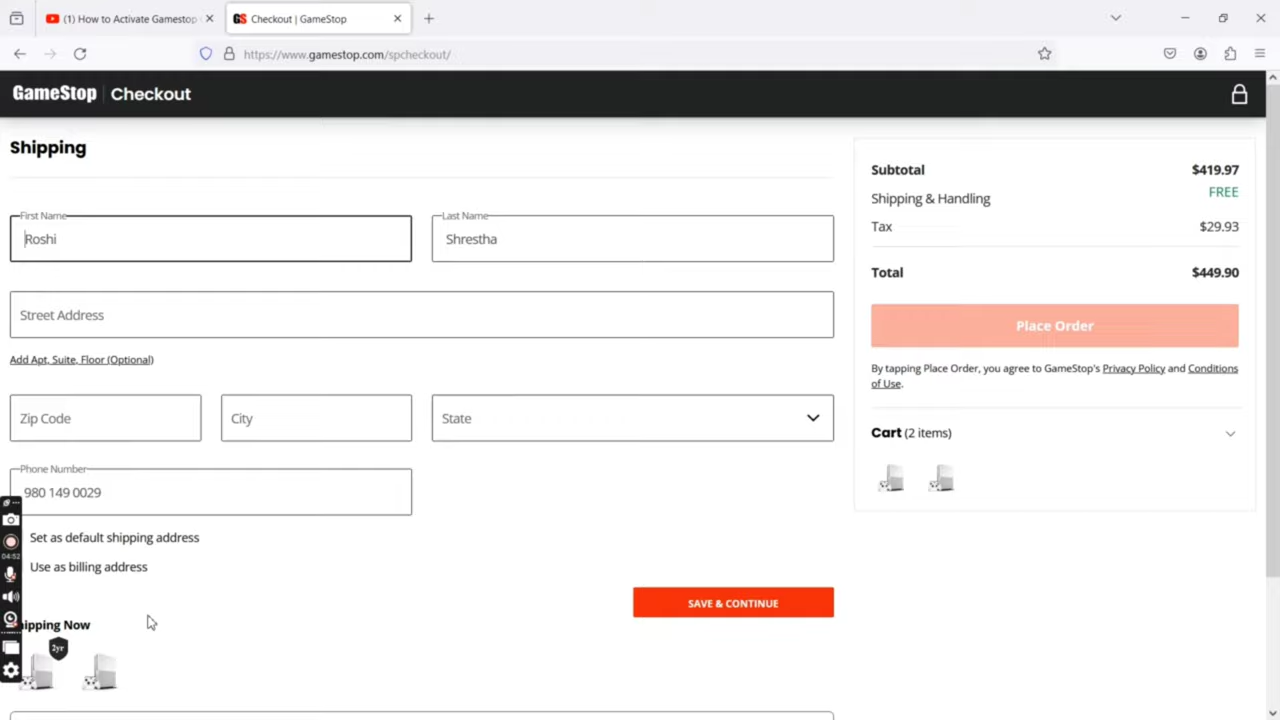 (1) How to Activate Gamestop
GS Checkout | GameStop
https://www.gamestop.com/spcheckout/
GameStop Checkout
Shipping
First Name
Roshi
Last Name
Shrestha
Street Address
Add Apt, Suite, Floor (Optional)
Zip Code
City
State
Phone Number
980 149 0029
Set as default shipping address
Use as billing address
SAVE & CONTINUE
hipping Now
2yr
04:52
Subtotal $419.97
Shipping & Handling FREE
Tax $29.93
Total $449.90
Place Order
By tapping Place Order, you agree to GameStop's Privacy Policy and Conditions
of Use.
Cart (2 items)